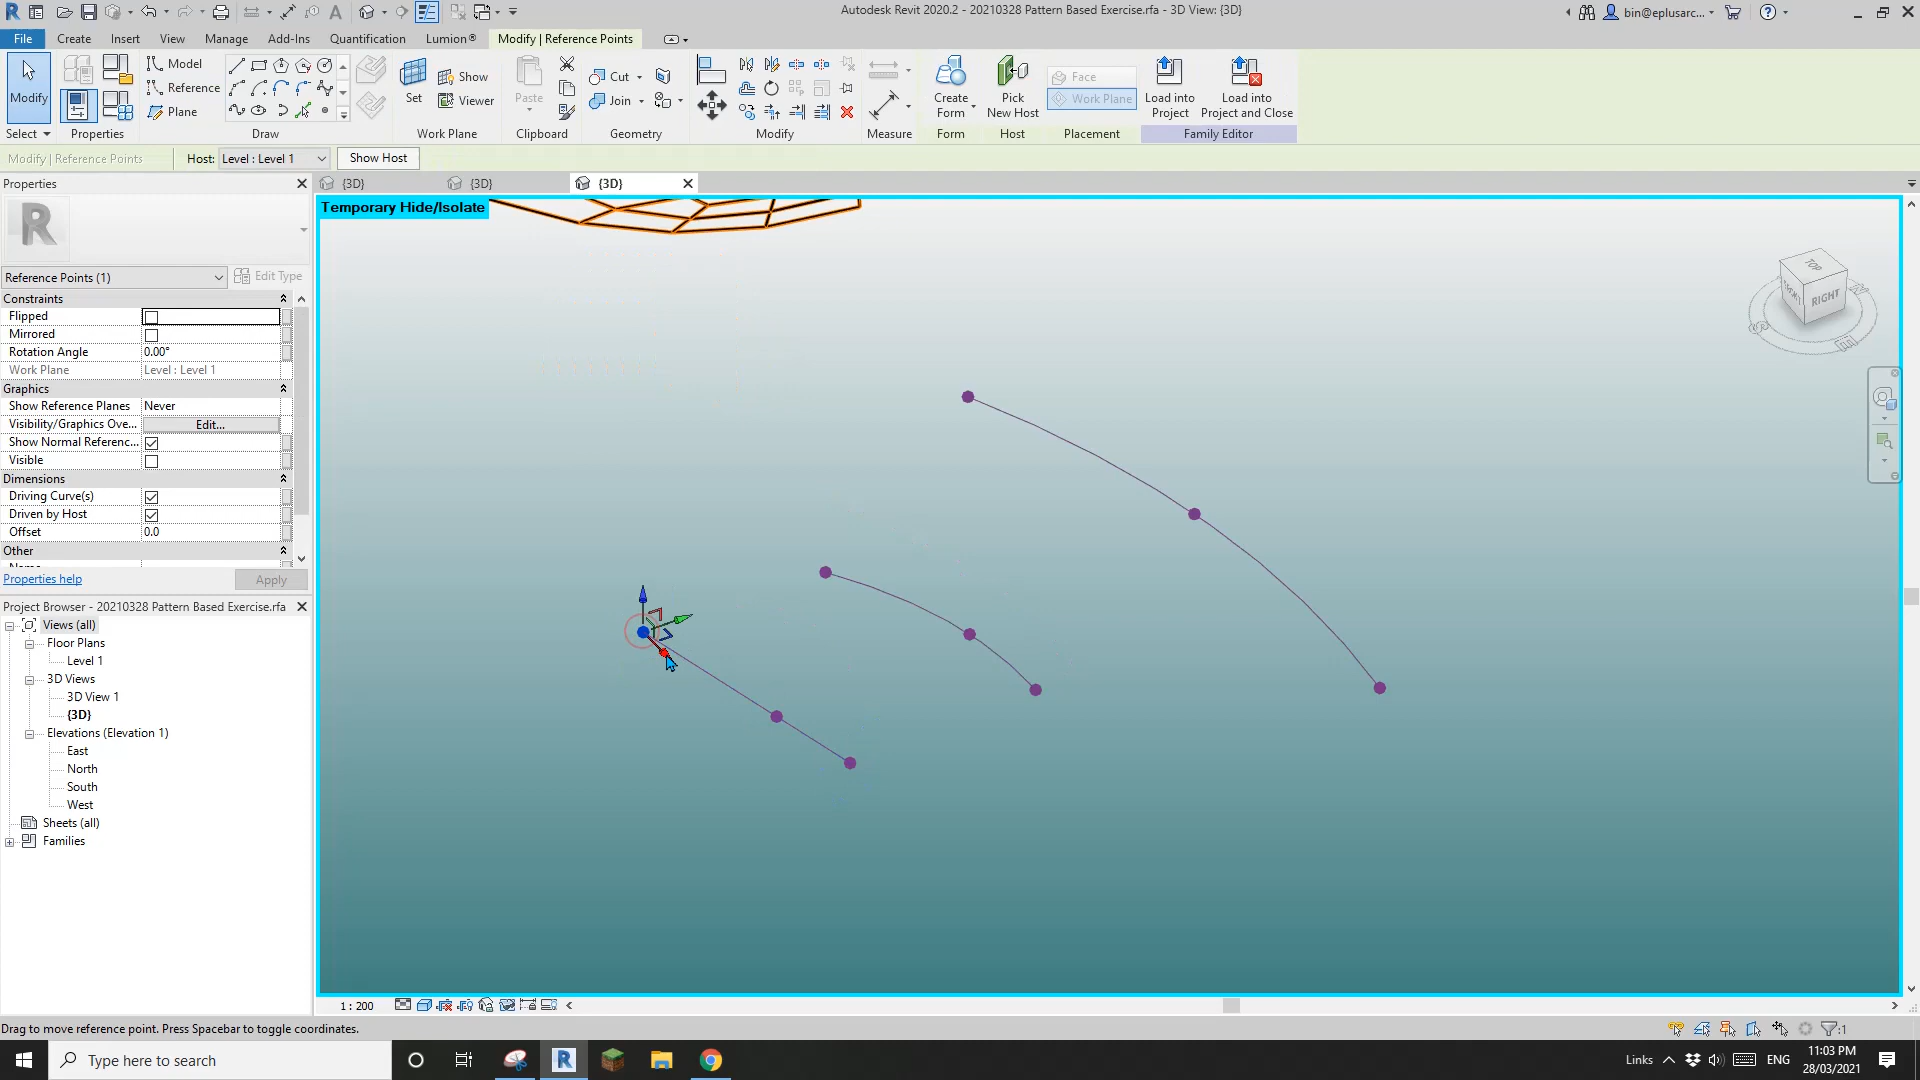 Autodesk Revit 2020.2 - 20210328 Pattern Based Exercise.rfa - 3D View: {3D}
bin@eplusarc...
File Create Insert View Manage Add-Ins Quantification Lumion® Modify | Reference Points
Modify
Select
Properties
Model
Reference
Plane
Draw
Set
Show
Viewer
Work Plane
Paste
Clipboard
Cut
Join
Geometry
Modify
Measure
Create
Form
Form
Pick
New Host
Host
Face
Work Plane
Placement
Load into
Project
Load into
Project and Close
Family Editor
Modify | Reference Points
Host: Level : Level 1
Show Host
Properties
{3D}
{3D}
{3D}
Temporary Hide/Isolate
R
Reference Points (1)
Edit Type
Constraints
Flipped
Mirrored
Rotation Angle 0.00°
Work Plane Level : Level 1
Graphics
Show Reference Planes Never
Visibility/Graphics Ove... Edit...
Show Normal Referenc...
Visible
Dimensions
Driving Curve(s)
Driven by Host
Offset 0.0
Other
Properties help
Apply
Project Browser - 20210328 Pattern Based Exercise.rfa
Views (all)
Floor Plans
Level 1
3D Views
3D View 1
{3D}
Elevations (Elevation 1)
East
North
South
West
Sheets (all)
Families
TOP
FRONT
RIGHT
1 : 200
Drag to move reference point. Press Spacebar to toggle coordinates.
:1
Type here to search
Links
ENG
11:03 PM
28/03/2021